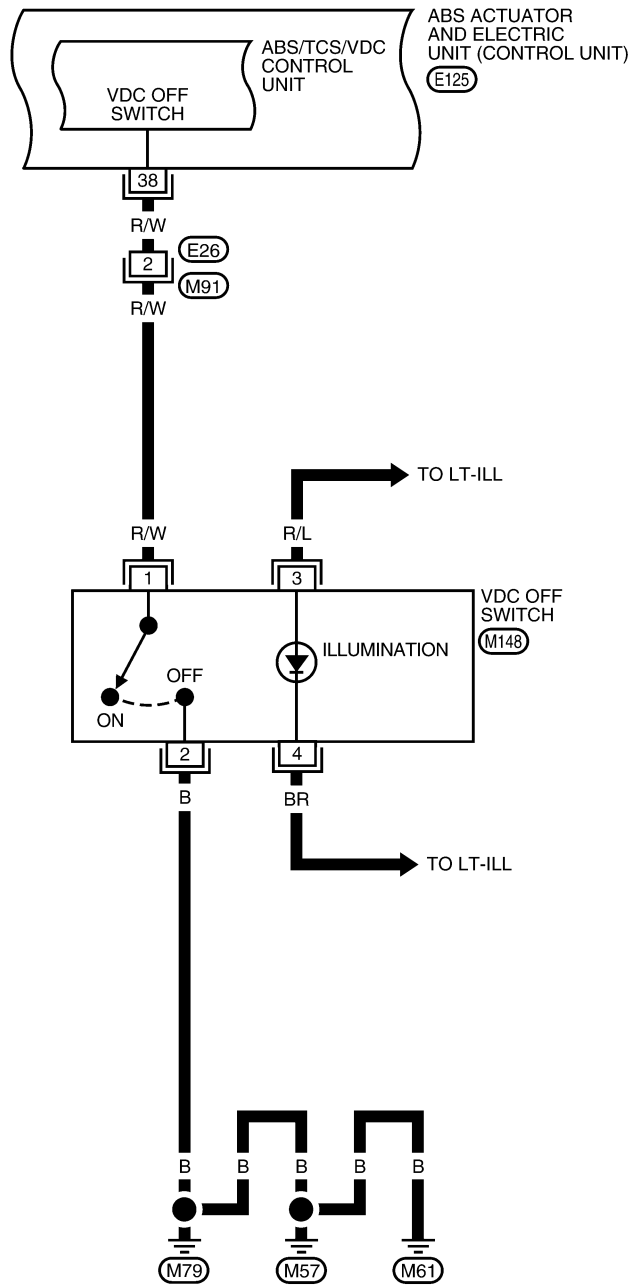 ABS ACTUATOR
AND ELECTRIC
UNIT (CONTROL UNIT)
E125
ABS/TCS/VDC
CONTROL
UNIT
VDC OFF
SWITCH
38
R/W
E26
2
M91
R/W
TO LT-ILL
R/W
R/L
1
3
VDC OFF
SWITCH
M148
ILLUMINATION
OFF
ON
2
4
B
BR
TO LT-ILL
B
B
B
B
B
M79
M57
M61